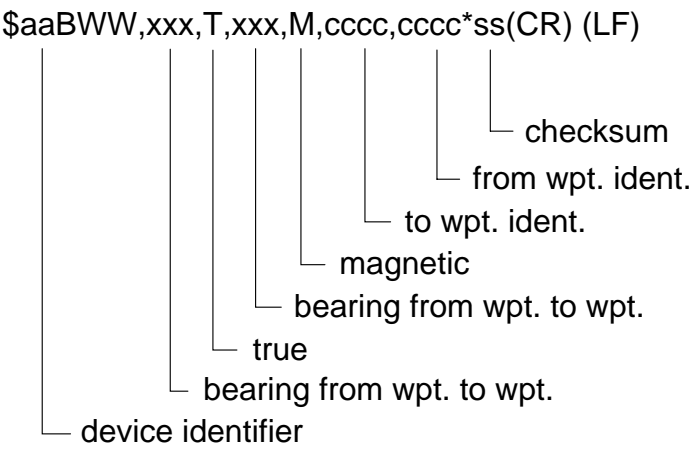 $aaBWW,xxx,T,xxx,M,cccc,cccc*ss(CR) (LF)
checksum
from wpt. ident.
to wpt. ident.
magnetic
bearing from wpt. to wpt.
true
bearing from wpt. to wpt.
device identifier